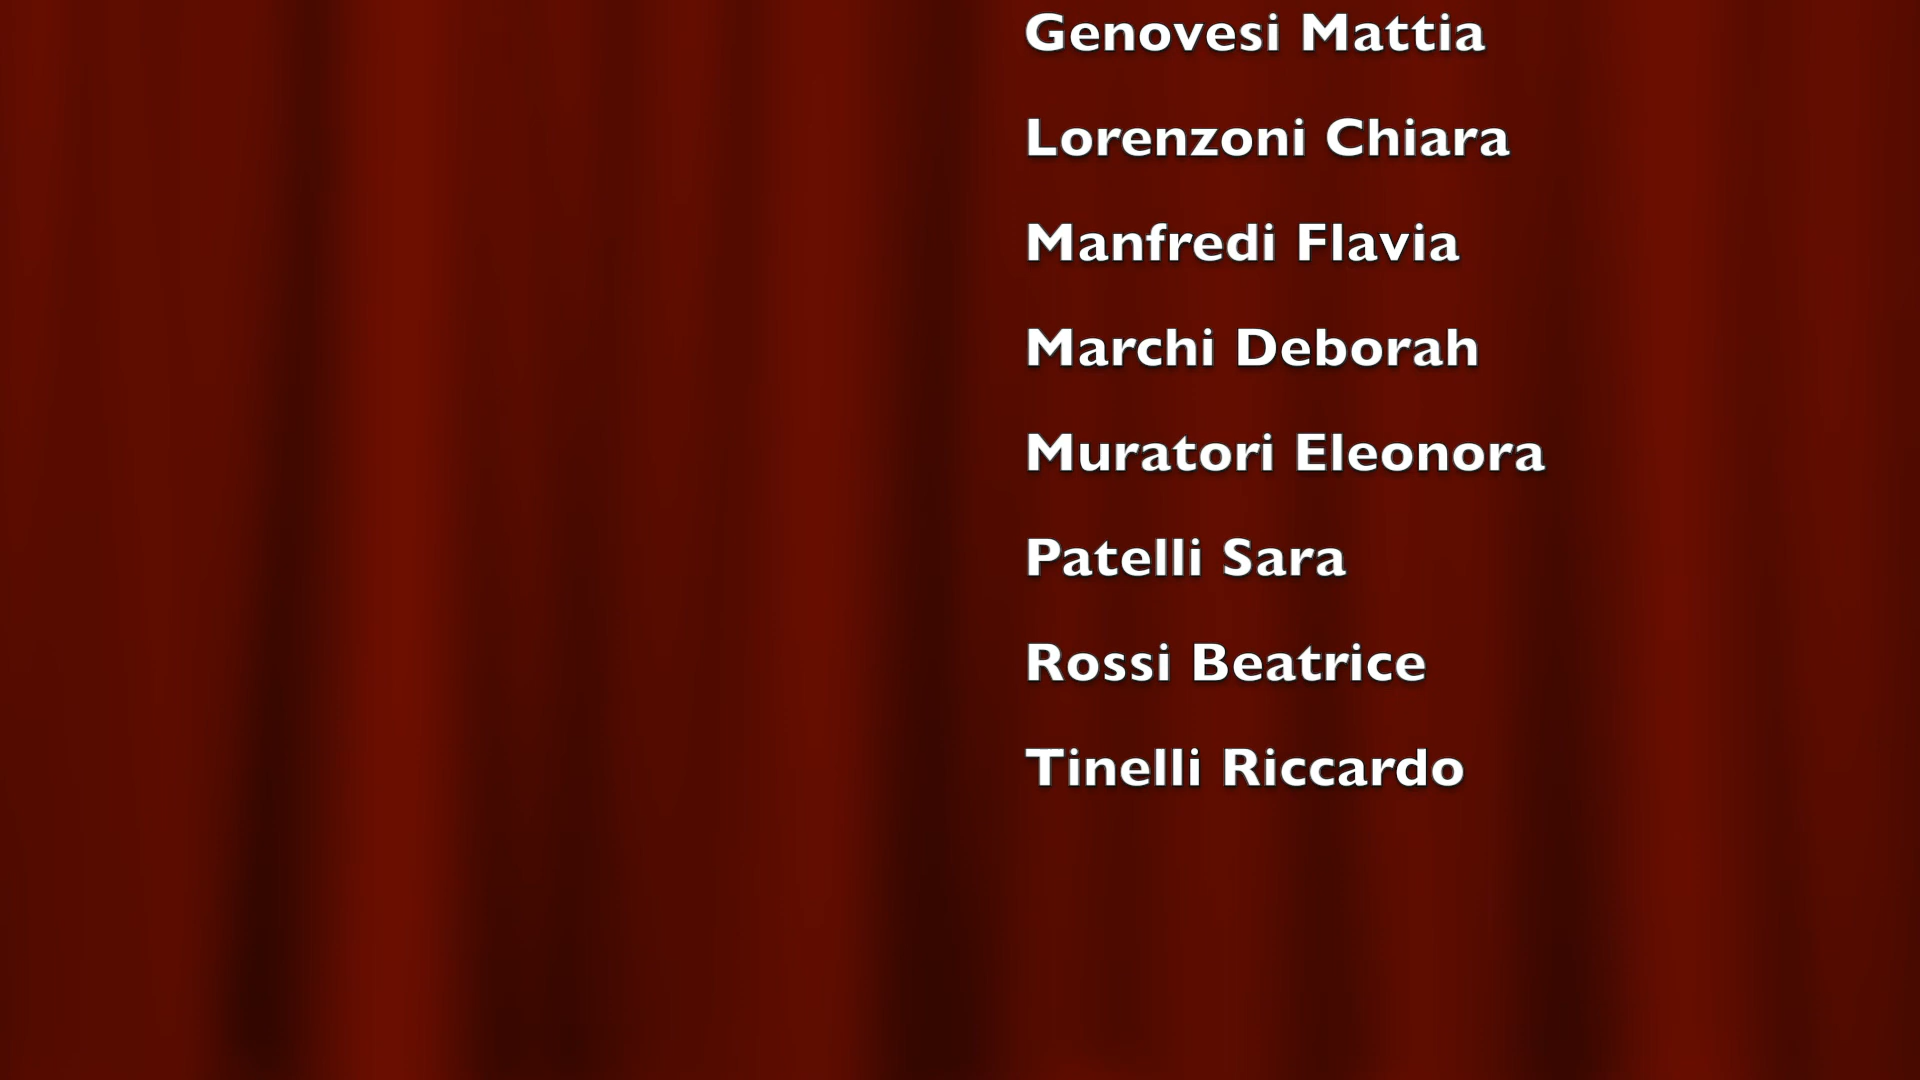 Genovesi Mattia
Lorenzoni Chiara
Manfredi Flavia
Marchi Deborah
Muratori Eleonora
Patelli Sara
Rossi Beatrice
Tinelli Riccardo